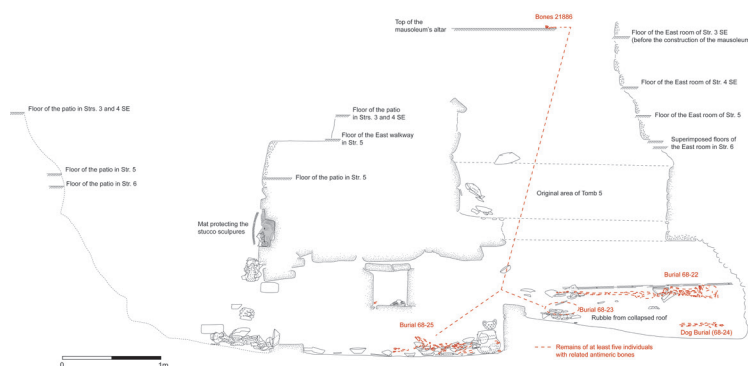 Bones 21886
Top of the
mausoleum's altar
Floor of the East room of Str. 3 SE
(before the construction of the mausoleum
Floor of the East room of Str. 4 SE
Floor of the patio in Strs. 3 and 4 SE
Floor of the patio
in Strs. 3 and 4 SE
Floor of the East room of Str. 5
Floor of the East walkway
in Str. 5
Superimposed floors of
the East room in Str. 6
Floor of the patio in Str. 5
Floor of the patio in Str. 6
Floor of the patio in Str. 5
Original area of Tomb 5
Mat protecting the
stucco sculpures
Burial 68-22
Burial 68-23
Rubble from collapsed roof
Burial 68-25
Dog Burial (68-24)
Remains of at least five individuals
with related antimeric bones
0 1m